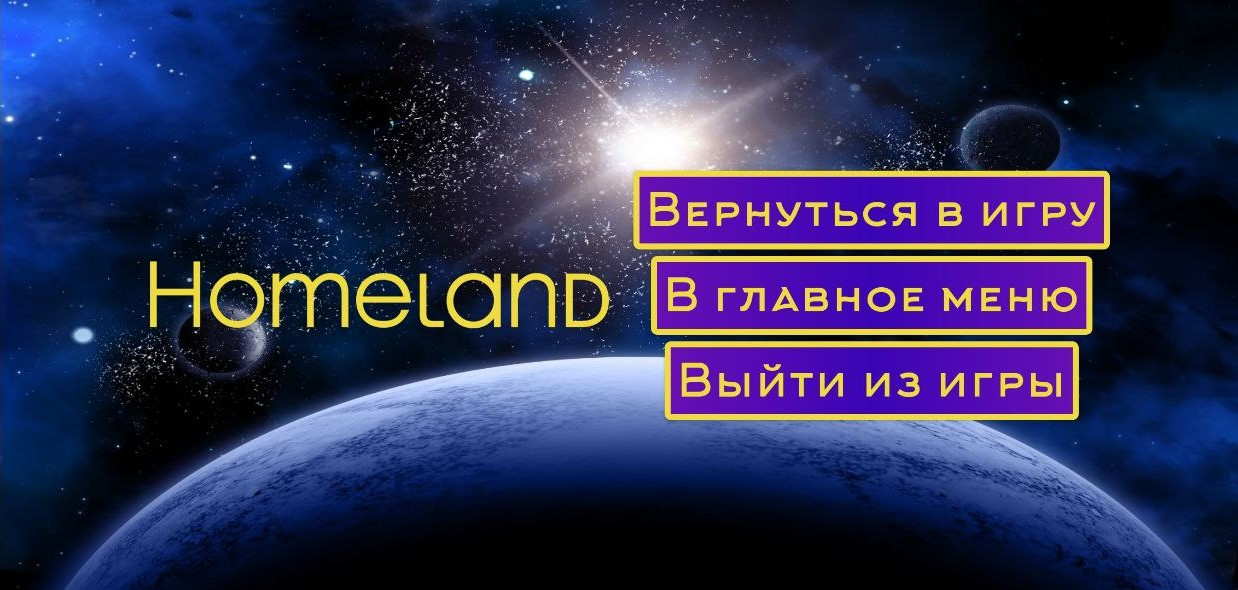 Homeland
Вернуться в игру
В главное меню
Выйти из игры